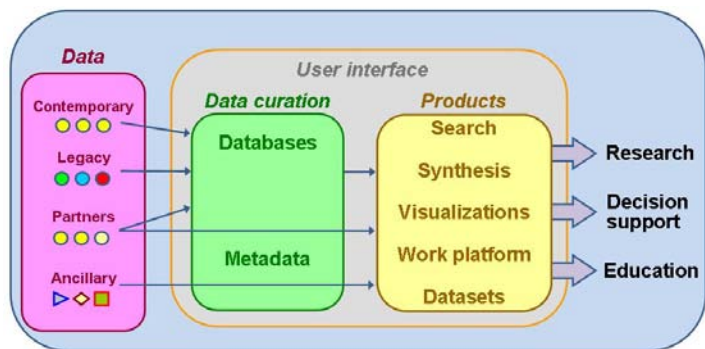 Data
Contemporary
Legacy
Partners
Ancillary
User interface
Data curation
Databases
Metadata
Products
Search
Synthesis
Visualizations
Work platform
Datasets
Research
Decision
support
Education